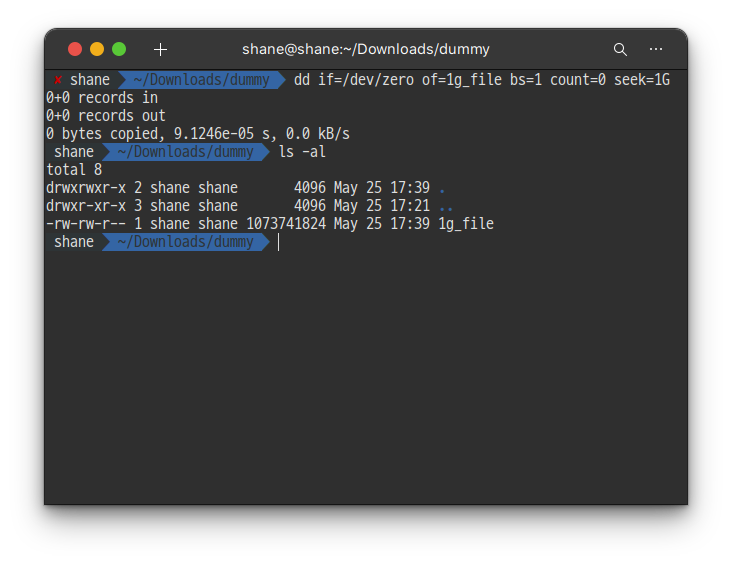 shane@shane:~/Downloads/dummy
✘ shane ~/Downloads/dummy dd if=/dev/zero of=1g_file bs=1 count=0 seek=1G
0+0 records in
0+0 records out
0 bytes copied, 9.1246e-05 s, 0.0 kB/s
shane ~/Downloads/dummy ls -al
total 8
drwxrwxr-x 2 shane shane 4096 May 25 17:39 .
drwxr-xr-x 3 shane shane 4096 May 25 17:21 ..
-rw-rw-r-- 1 shane shane 1073741824 May 25 17:39 1g_file
shane ~/Downloads/dummy